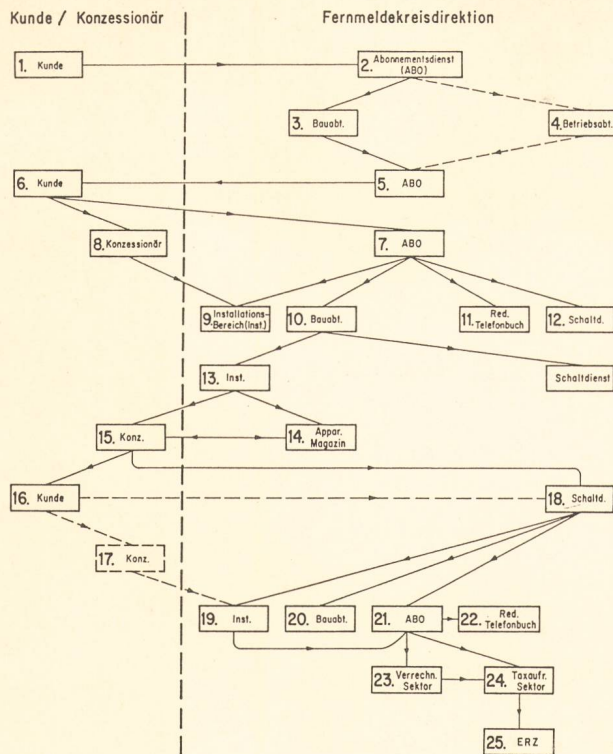 Kunde / Konzessionär
Fernmeldekreisdirektion
1. Kunde
2. Abonnementsdienst
(ABO)
3. Bauabt.
4. Betriebsabt.
5. ABO
6. Kunde
7. ABO
8. Konzessionär
9. Installations-
Bereich (Inst.)
10. Bauabt.
11. Red.
Telefonbuch
12. Schaltd.
13. Inst.
Schaltdienst
14. Appar.
Magazin
15. Konz.
16. Kunde
17. Konz.
18. Schaltd.
19. Inst.
20. Bauabt.
21. ABO
22. Red.
Telefonbuch
23. Verrechn.
Sektor
24. Taxaufr.
Sektor
25. ERZ